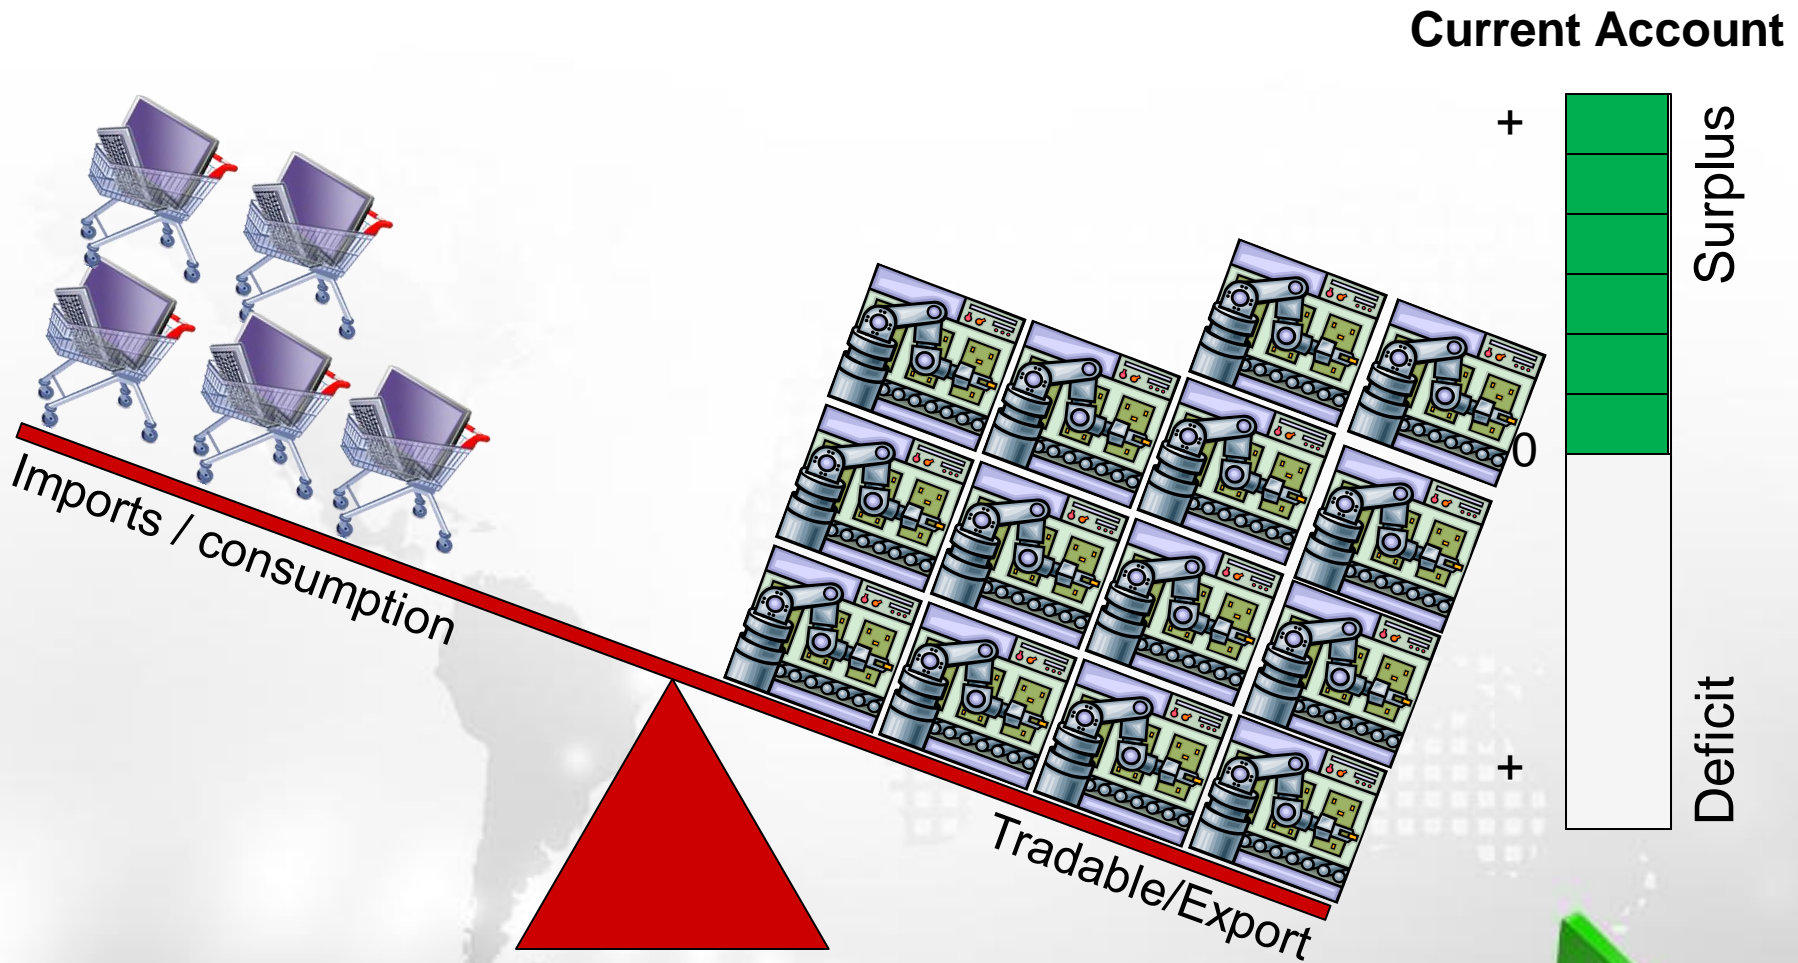 Current Account
+
Surplus
0
Imports / consumption
Deficit
+
Tradable/Export